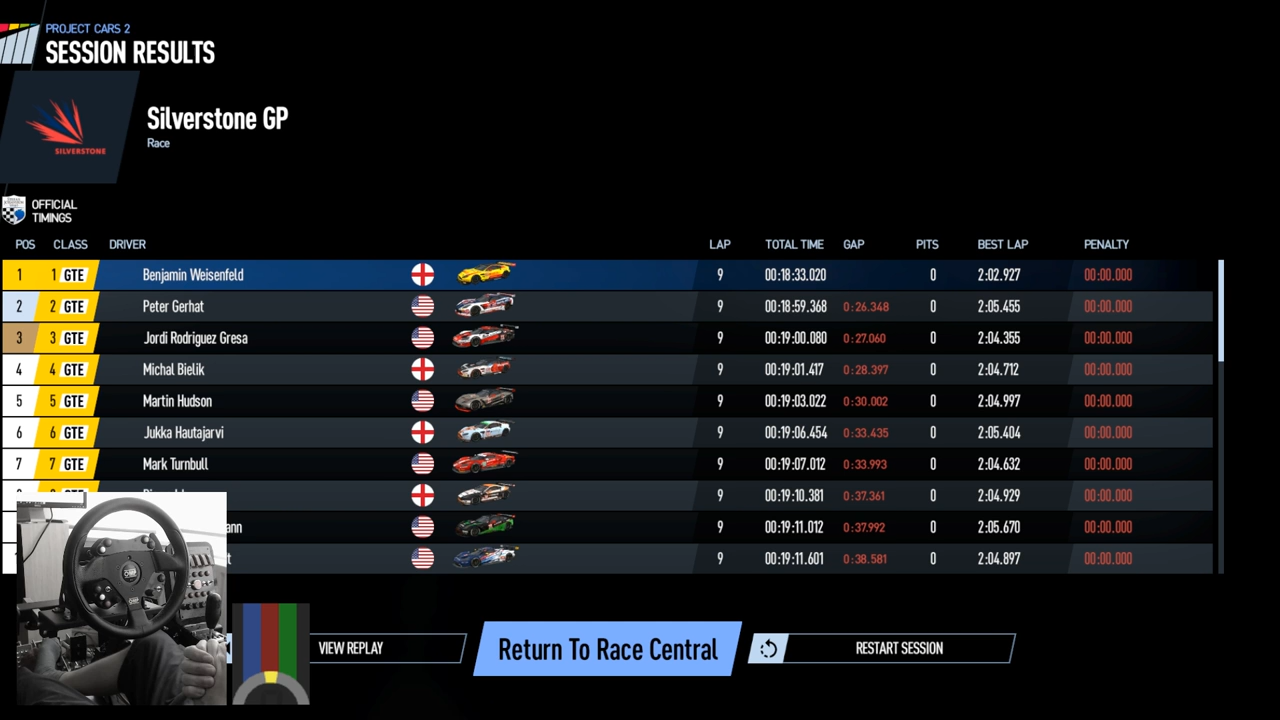 PROJECT CARS 2
SESSION RESULTS
SILVERSTONE
Silverstone GP
Race
OFFICIAL
TIMINGS
POS CLASS DRIVER LAP TOTAL TIME GAP PITS BEST LAP PENALTY
1 1 GTE Benjamin Weisenfeld 9 00:18:33.020 0 2:02.927 00:00.000
2 2 GTE Peter Gerhat 9 00:18:59.368 0:26.348 0 2:05.455 00:00.000
3 3 GTE Jordi Rodriguez Gresa 9 00:19:00.080 0:27.060 0 2:04.355 00:00.000
4 4 GTE Michal Bielik 9 00:19:01.417 0:28.397 0 2:04.712 00:00.000
5 5 GTE Martin Hudson 9 00:19:03.022 0:30.002 0 2:04.997 00:00.000
6 6 GTE Jukka Hautajarvi 9 00:19:06.454 0:33.435 0 2:05.404 00:00.000
7 7 GTE Mark Turnbull 9 00:19:07.012 0:33.993 0 2:04.632 00:00.000
9 00:19:10.381 0:37.361 0 2:04.929 00:00.000
ann 9 00:19:11.012 0:37.992 0 2:05.670 00:00.000
t 9 00:19:11.601 0:38.581 0 2:04.897 00:00.000
VIEW REPLAY Return To Race Central RESTART SESSION